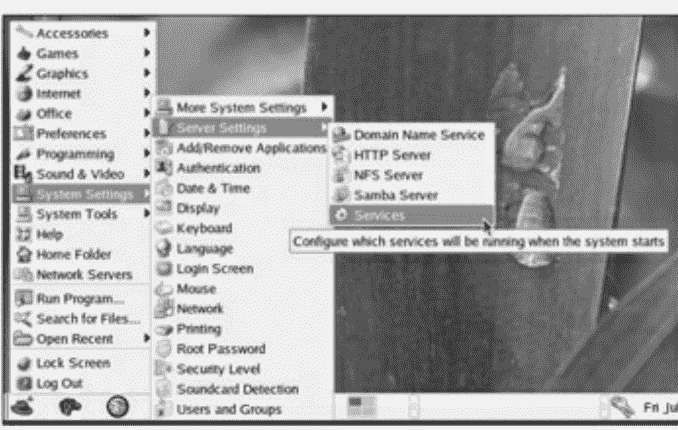 Accessories
Games
Graphics
Internet
Office
Preferences
Programming
Sound & Video
System Settings
System Tools
Help
Home Folder
Network Servers
Run Program...
Search for Files...
Open Recent
Lock Screen
Log Out
More System Settings
Server Settings
Add/Remove Applications
Authentication
Date & Time
Display
Keyboard
Language
Login Screen
Mouse
Network
Printing
Root Password
Security Level
Soundcard Detection
Users and Groups
Domain Name Service
HTTP Server
NFS Server
Samba Server
Services
Configure which services will be running when the system starts
Fri